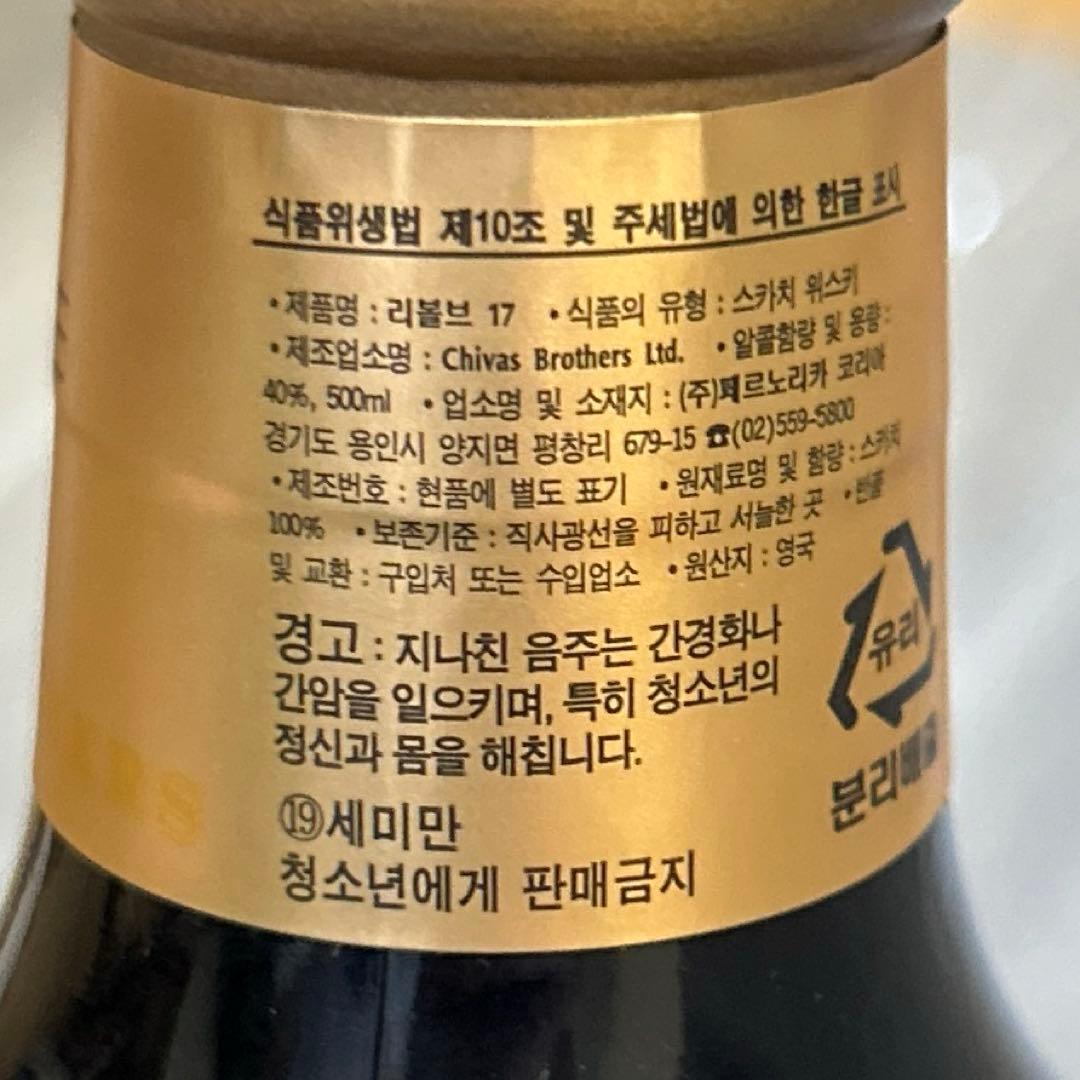 식품위생법 제10조 및 주세법에 의한 한글 표시
•제품명 : 리볼브 17 •식품의 유형 : 스카치 위스키
•제조업소명 : Chivas Brothers Ltd. •알콜함량 및 용량 :
40%, 500ml •업소명 및 소재지 : (주)페르노리카 코리아
경기도 용인시 양지면 평창리 679-15 ☎(02)559-5800
•제조번호 : 현품에 별도 표기 •원재료명 및 함량 : 스카치
100% •보존기준 : 직사광선을 피하고 서늘한 곳 •반품
및 교환 : 구입처 또는 수입업소 •원산지 : 영국
경고 : 지나친 음주는 간경화나
간암을 일으키며, 특히 청소년의
정신과 몸을 해칩니다.
⑲세미만
청소년에게 판매금지
유리
분리배출